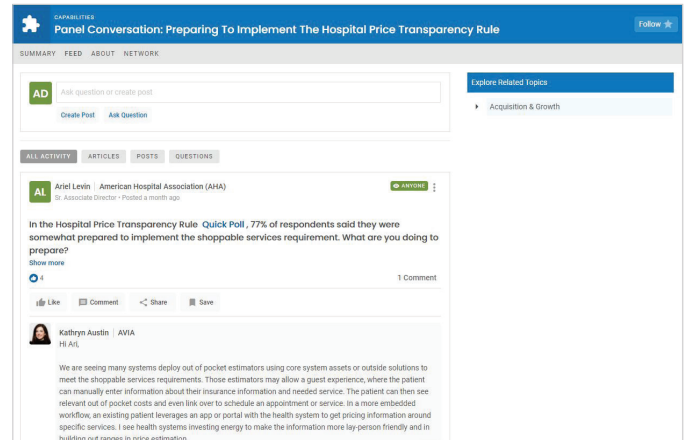 CAPABILITIES
Panel Conversation: Preparing To Implement The Hospital Price Transparency Rule
Follow
SUMMARY FEED ABOUT NETWORK
AD
Ask question or create post
Create Post Ask Question
Explore Related Topics
Acquisition & Growth
ALL ACTIVITY ARTICLES POSTS QUESTIONS
AL
Ariel Levin | American Hospital Association (AHA)
Sr. Associate Director • Posted a month ago
ANYONE
In the Hospital Price Transparency Rule Quick Poll, 77% of respondents said they were
somewhat prepared to implement the shoppable services requirement. What are you doing to
prepare?
Show more
4
1 Comment
Like Comment Share Save
Kathryn Austin | AVIA
Hi Ari,
We are seeing many systems deploy out of pocket estimators using core system assets or outside solutions to
meet the shoppable services requirements. Those estimators may allow a guest experience, where the patient
can manually enter information about their insurance information and needed service. The patient can then see
relevant out of pocket costs and even link over to schedule an appointment or service. In a more embedded
workflow, an existing patient leverages an app or portal with the health system to get pricing information around
specific services. I see health systems investing energy to make the information more lay-person friendly and in
building out ranges in price estimation.